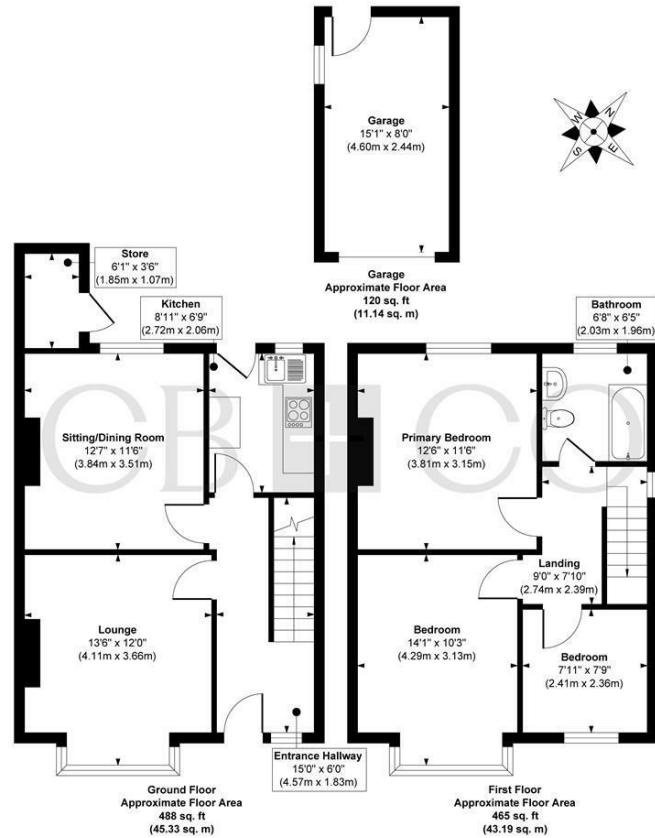 Garage
15'1" x 8'0"
(4.60m x 2.44m)
N
E
S
W
Garage
Approximate Floor Area
120 sq. ft
(11.14 sq. m)
Store
6'1" x 3'6"
(1.85m x 1.07m)
Kitchen
8'11" x 6'9"
(2.72m x 2.06m)
Bathroom
6'8" x 6'5"
(2.03m x 1.96m)
CB+CO
Sitting/Dining Room
12'7" x 11'6"
(3.84m x 3.51m)
Primary Bedroom
12'6" x 11'6"
(3.81m x 3.15m)
Landing
9'0" x 7'10"
(2.74m x 2.39m)
Lounge
13'6" x 12'0"
(4.11m x 3.66m)
Bedroom
14'1" x 10'3"
(4.29m x 3.13m)
Bedroom
7'11" x 7'9"
(2.41m x 2.36m)
Entrance Hallway
15'0" x 6'0"
(4.57m x 1.83m)
Ground Floor
Approximate Floor Area
488 sq. ft
(45.33 sq. m)
First Floor
Approximate Floor Area
465 sq. ft
(43.19 sq. m)